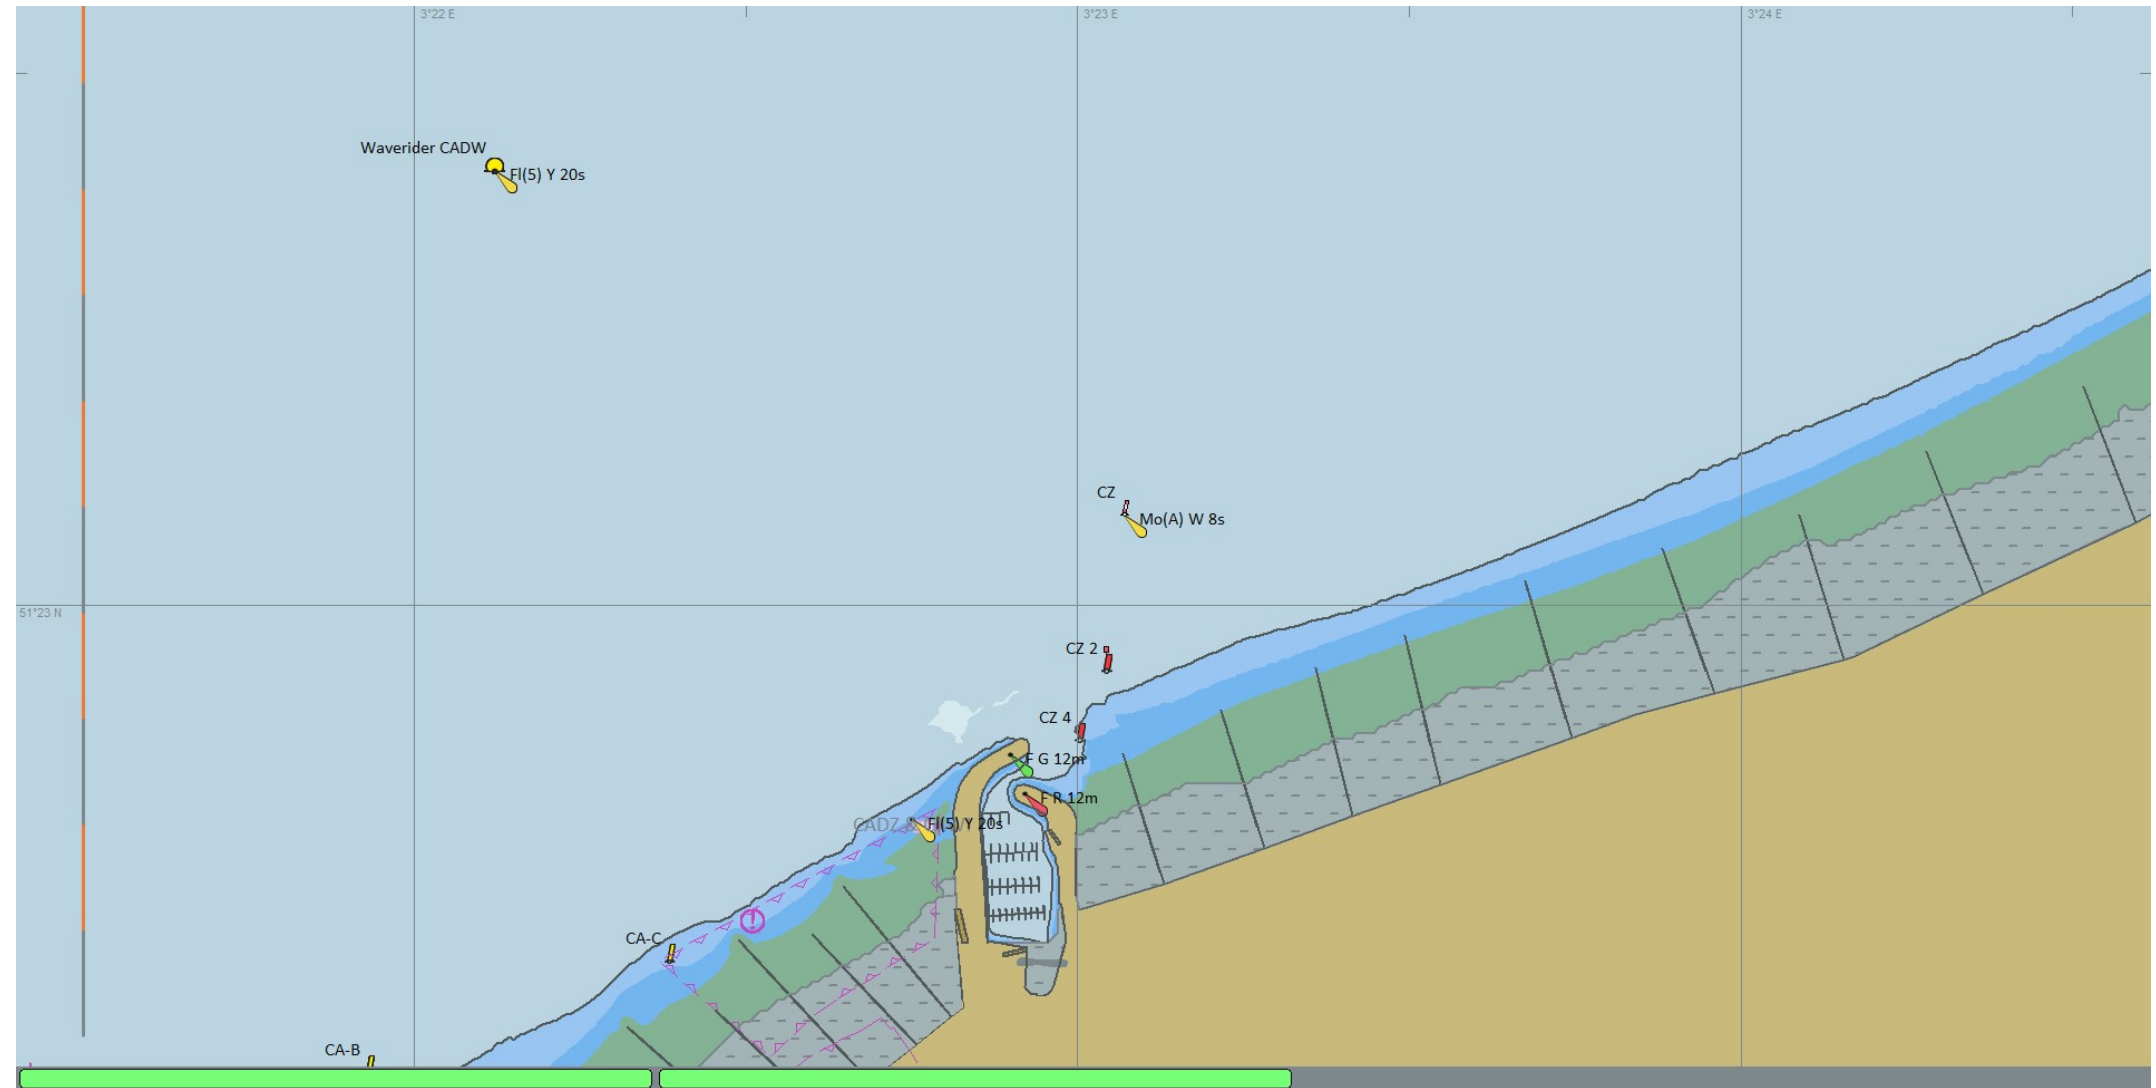 3°22 E
3°23 E
3°24 E
Waverider CADW
Fl(5) Y 20s
CZ
Mo(A) W 8s
51°23 N
CZ 2
CZ 4
F G 12m
F R 12m
CADZ &
Fl(5) Y 20s
CA-C
CA-B